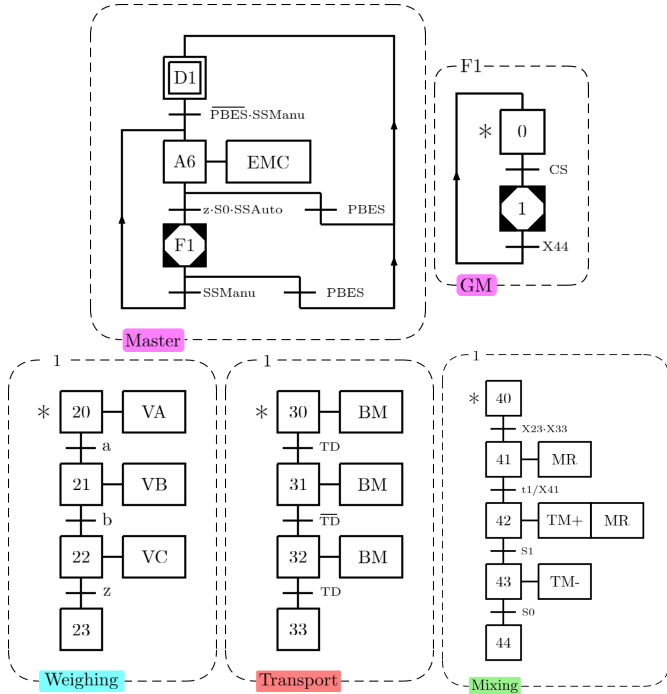 D1
P̅B̅E̅S̅·SSManu
A6 EMC
z·S0·SSAuto PBES
F1
SSManu PBES
Master
F1
* 0
CS
1
X44
GM
1
* 20 VA
a
21 VB
b
22 VC
z
23
Weighing
1
* 30 BM
TD
31 BM
T̅D̅
32 BM
TD
33
Transport
1
* 40
X23·X33
41 MR
t1/X41
42 TM+ MR
S1
43 TM-
S0
44
Mixing